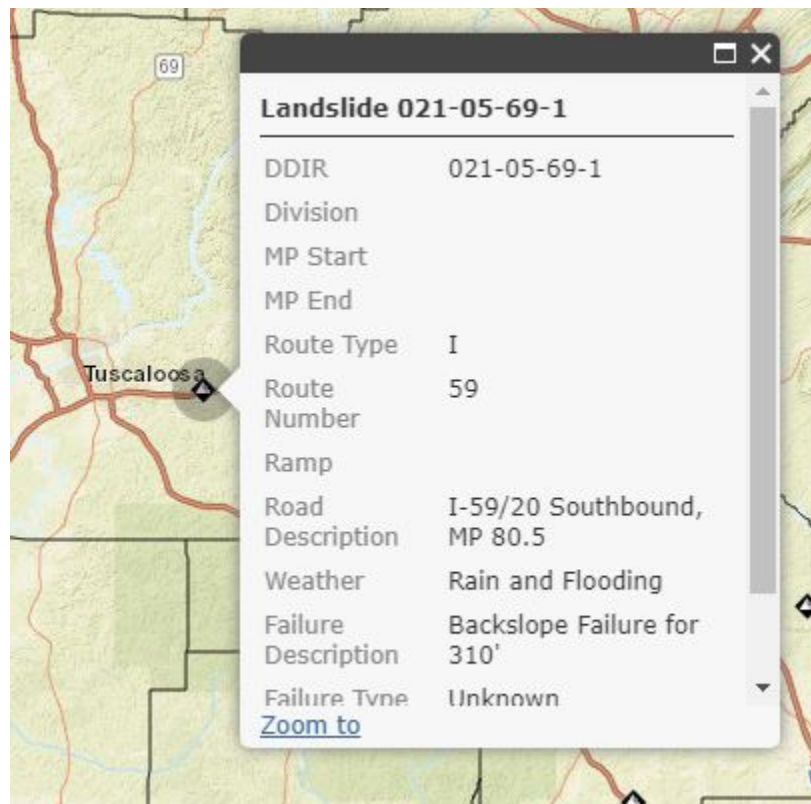 69
Landslide 021-05-69-1
DDIR 021-05-69-1
Division
MP Start
MP End
Route Type I
Route 59
Number
Ramp
Road I-59/20 Southbound,
Description MP 80.5
Weather Rain and Flooding
Failure Backslope Failure for
Description 310'
Failure Type Unknown
Zoom to
Tuscaloosa